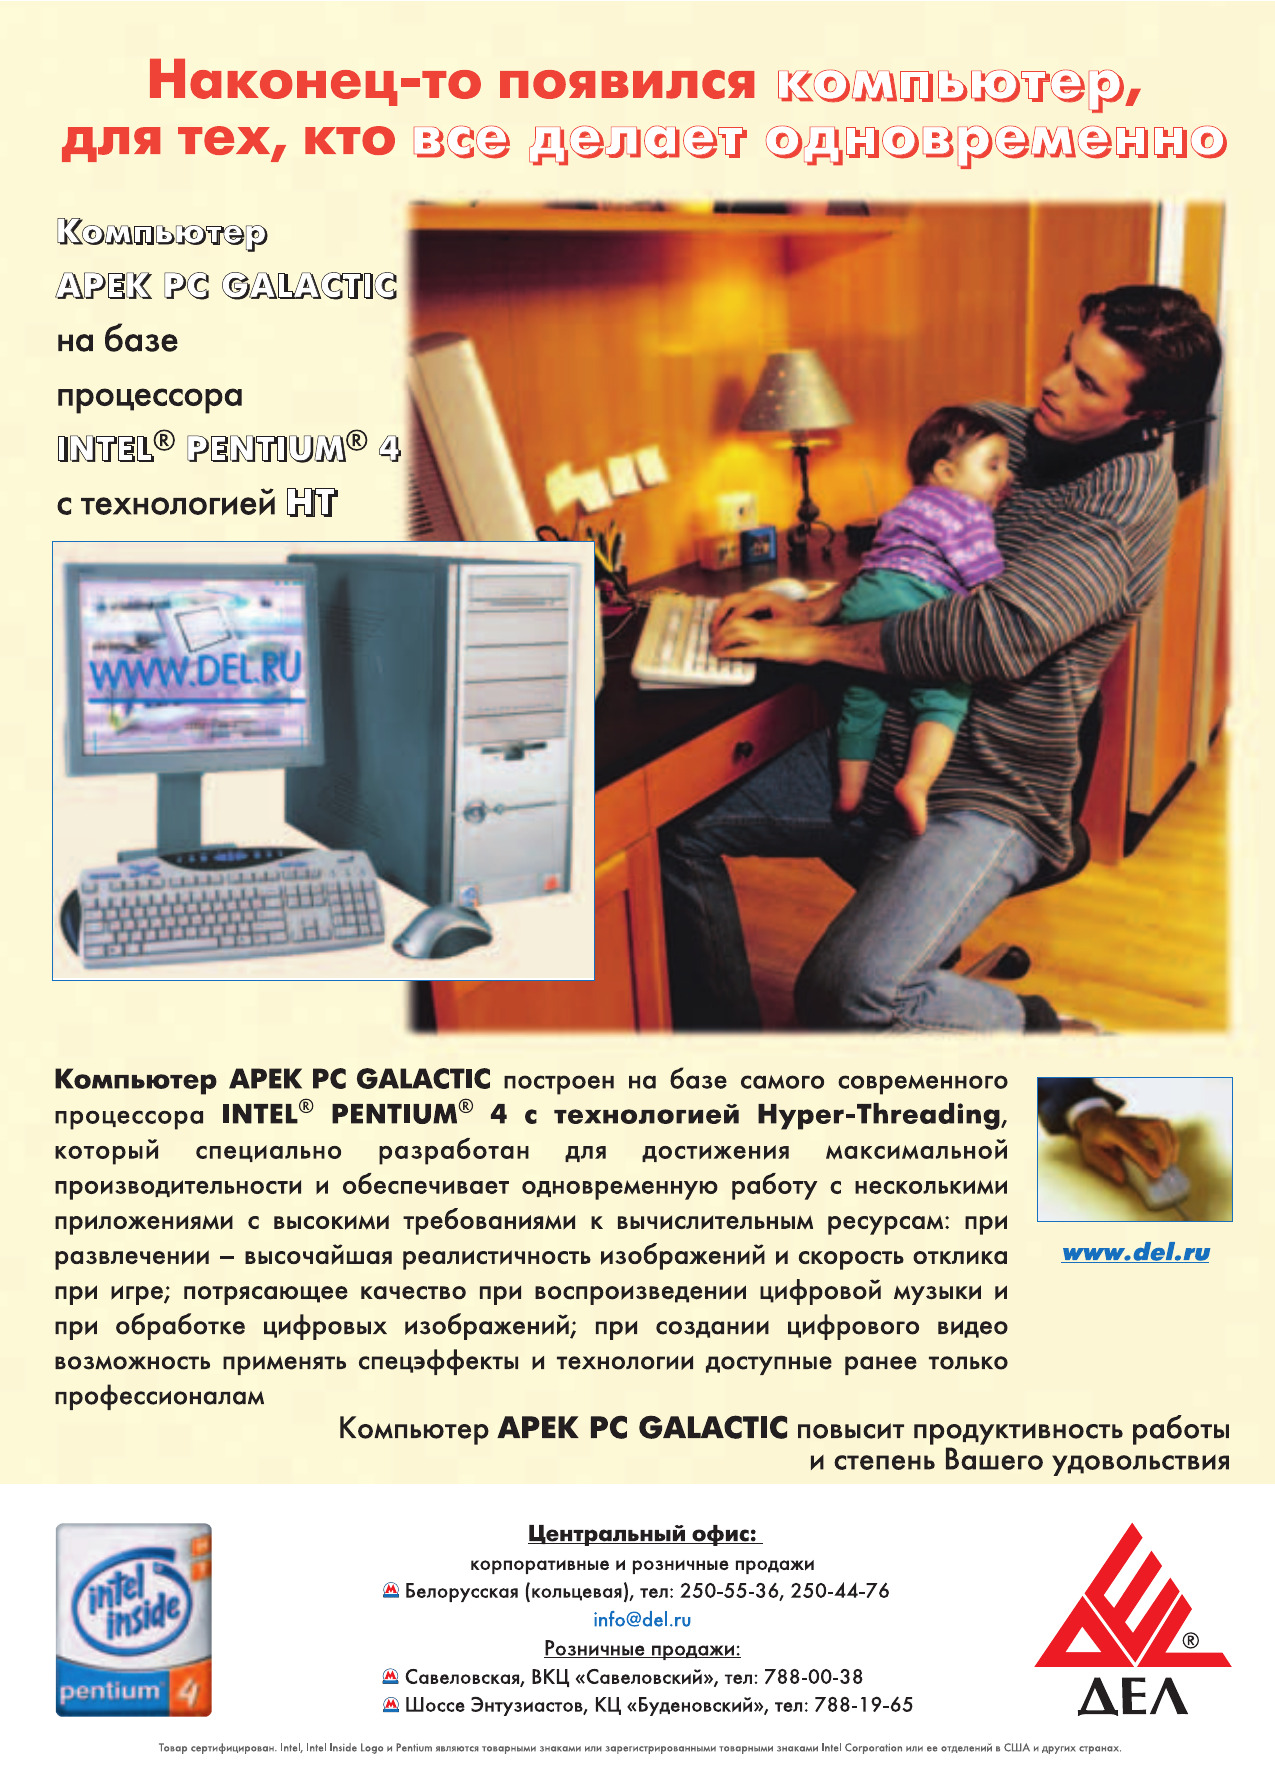 Наконец-то появился компьютер,
для тех, кто все делает одновременно
Компьютер
АРЕК PC GALACTIC
на базе
процессора
INTEL® PENTIUM® 4
с технологией HT
WWW.DEL.RU
Компьютер АРЕК PC GALACTIC построен на базе самого современного
процессора INTEL® PENTIUM® 4 с технологией Hyper-Threading,
который специально разработан для достижения максимальной
производительности и обеспечивает одновременную работу с несколькими
приложениями с высокими требованиями к вычислительным ресурсам: при
развлечении – высочайшая реалистичность изображений и скорость отклика
при игре; потрясающее качество при воспроизведении цифровой музыки и
при обработке цифровых изображений; при создании цифрового видео
возможность применять спецэффекты и технологии доступные ранее только
профессионалам
www.del.ru
Компьютер АРЕК PC GALACTIC повысит продуктивность работы
и степень Вашего удовольствия
intel
inside
pentium® 4
Центральный офис:
корпоративные и розничные продажи
М Белорусская (кольцевая), тел: 250-55-36, 250-44-76
info@del.ru
Розничные продажи:
М Савеловская, ВКЦ «Савеловский», тел: 788-00-38
М Шоссе Энтузиастов, КЦ «Буденовский», тел: 788-19-65
ДЕЛ®
ДЕЛ
Товар сертифицирован. Intel, Intel Inside Logo и Pentium являются товарными знаками или зарегистрированными товарными знаками Intel Corporation или ее отделений в США и других странах.